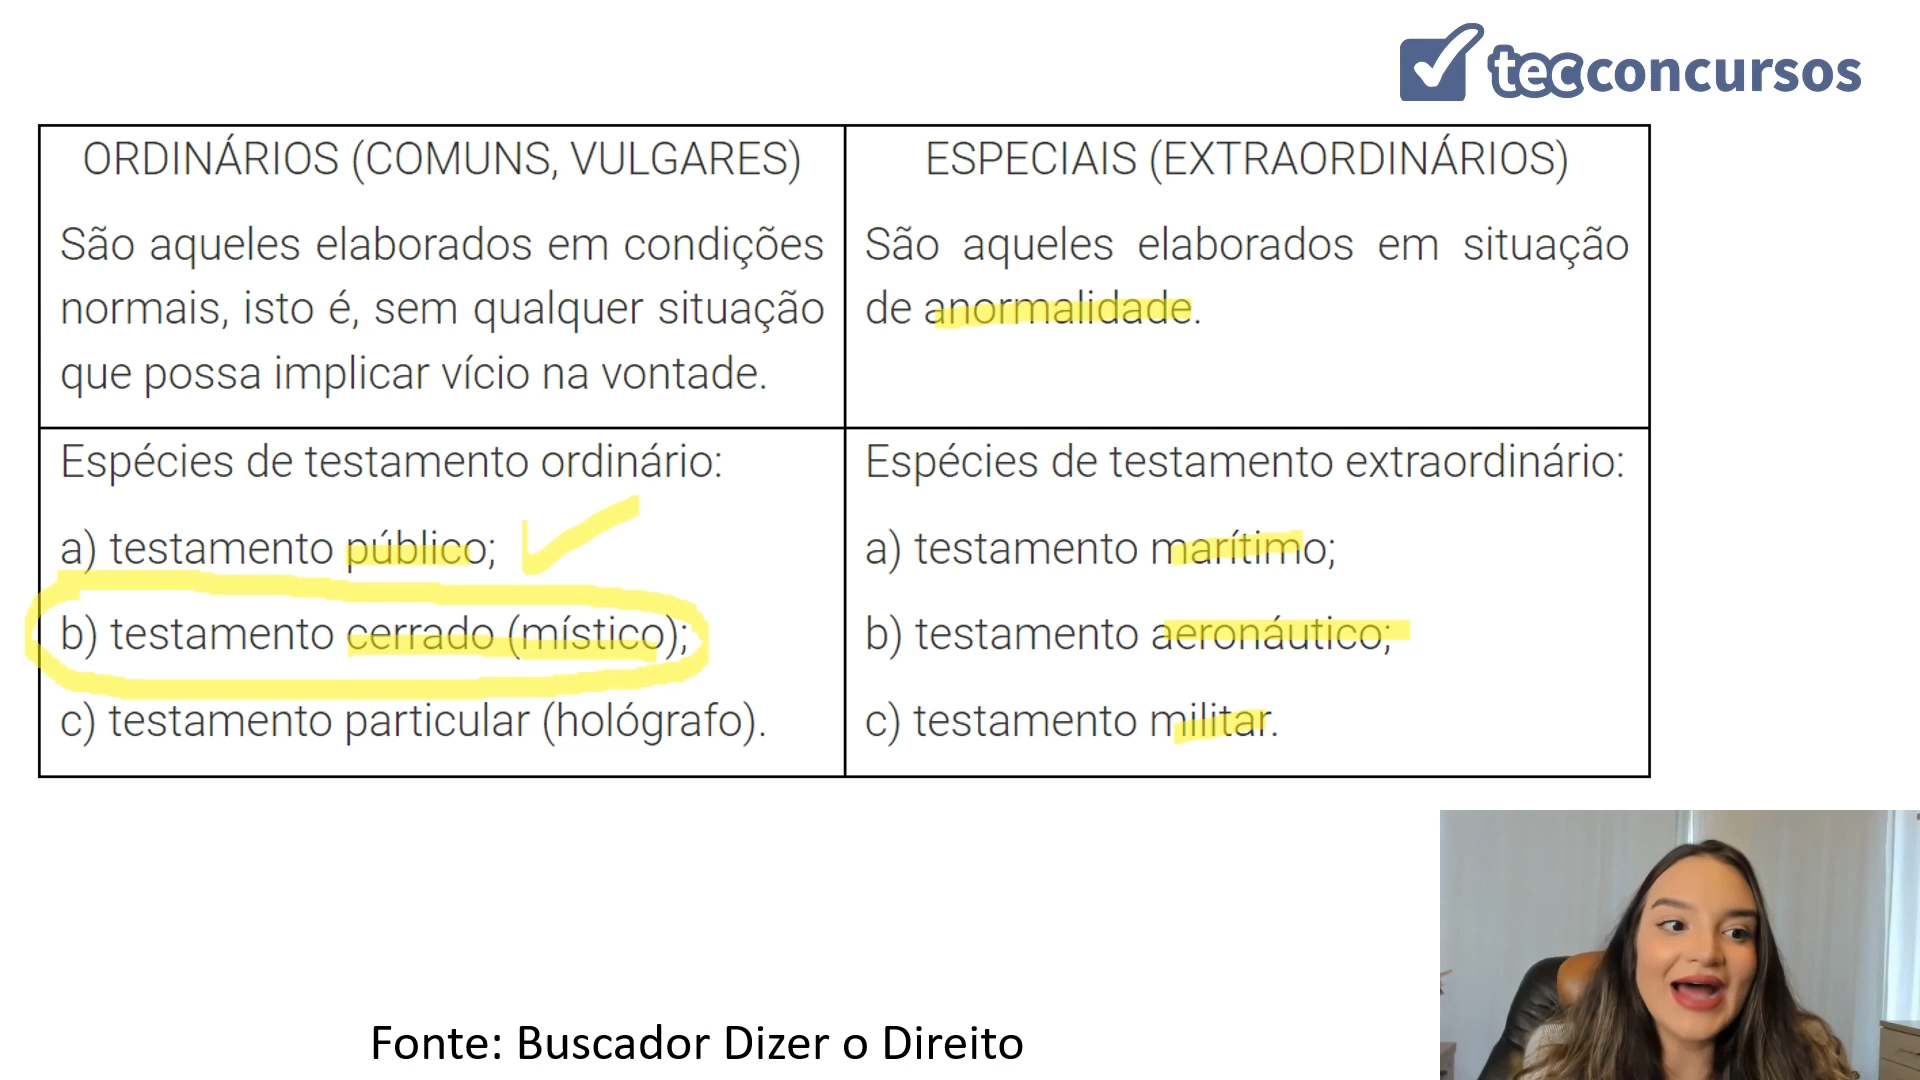 tecconcursos
ORDINÁRIOS (COMUNS, VULGARES)
São aqueles elaborados em condições
normais, isto é, sem qualquer situação
que possa implicar vício na vontade.
ESPECIAIS (EXTRAORDINÁRIOS)
São aqueles elaborados em situação
de anormalidade.
Espécies de testamento ordinário:
a) testamento público;
b) testamento cerrado (místico);
c) testamento particular (hológrafo).
Espécies de testamento extraordinário:
a) testamento marítimo;
b) testamento aeronáutico;
c) testamento militar.
Fonte: Buscador Dizer o Direito